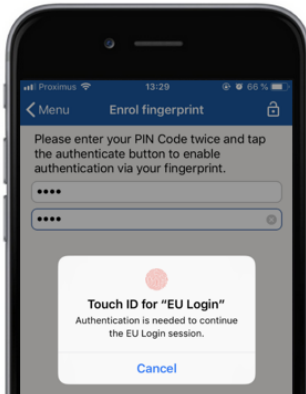 Proximus 13:29 66 %
Menu Enrol fingerprint
Please enter your PIN Code twice and tap
the authenticate button to enable
authentication via your fingerprint.
••••
••••
Touch ID for “EU Login”
Authentication is needed to continue
the EU Login session.
Cancel